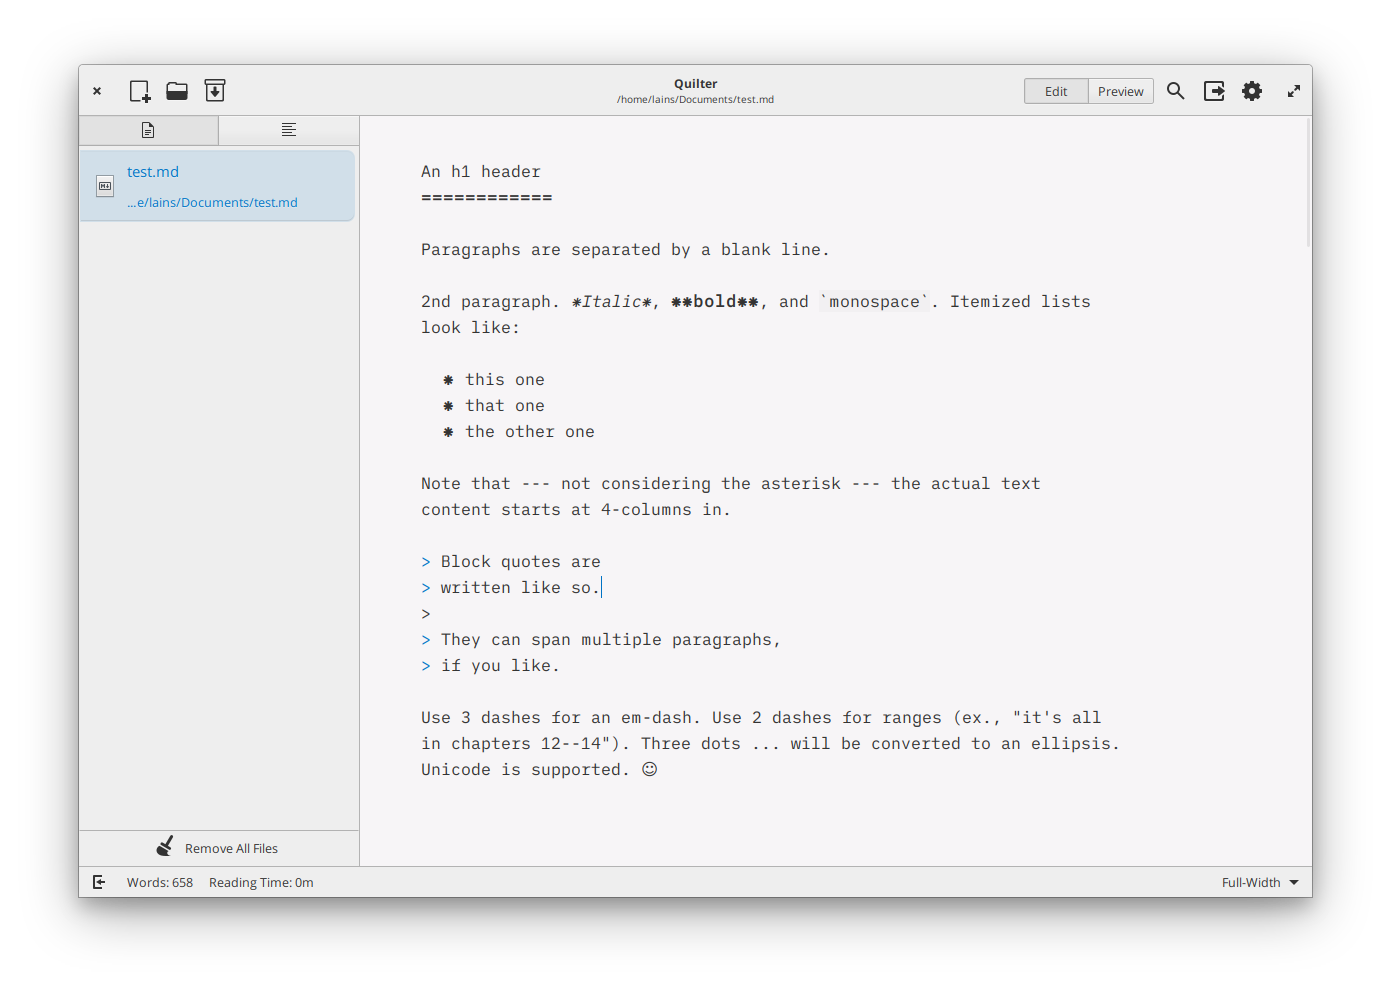 Quilter
/home/lains/Documents/test.md
Edit Preview
test.md
...e/lains/Documents/test.md
An h1 header
=============
Paragraphs are separated by a blank line.
2nd paragraph. *Italic*, **bold**, and `monospace`. Itemized lists
look like:
* this one
* that one
* the other one
Note that --- not considering the asterisk --- the actual text
content starts at 4-columns in.
> Block quotes are
> written like so.
>
> They can span multiple paragraphs,
> if you like.
Use 3 dashes for an em-dash. Use 2 dashes for ranges (ex., "it's all
in chapters 12--14"). Three dots ... will be converted to an ellipsis.
Unicode is supported. ☺
Remove All Files
Words: 658 Reading Time: 0m
Full-Width